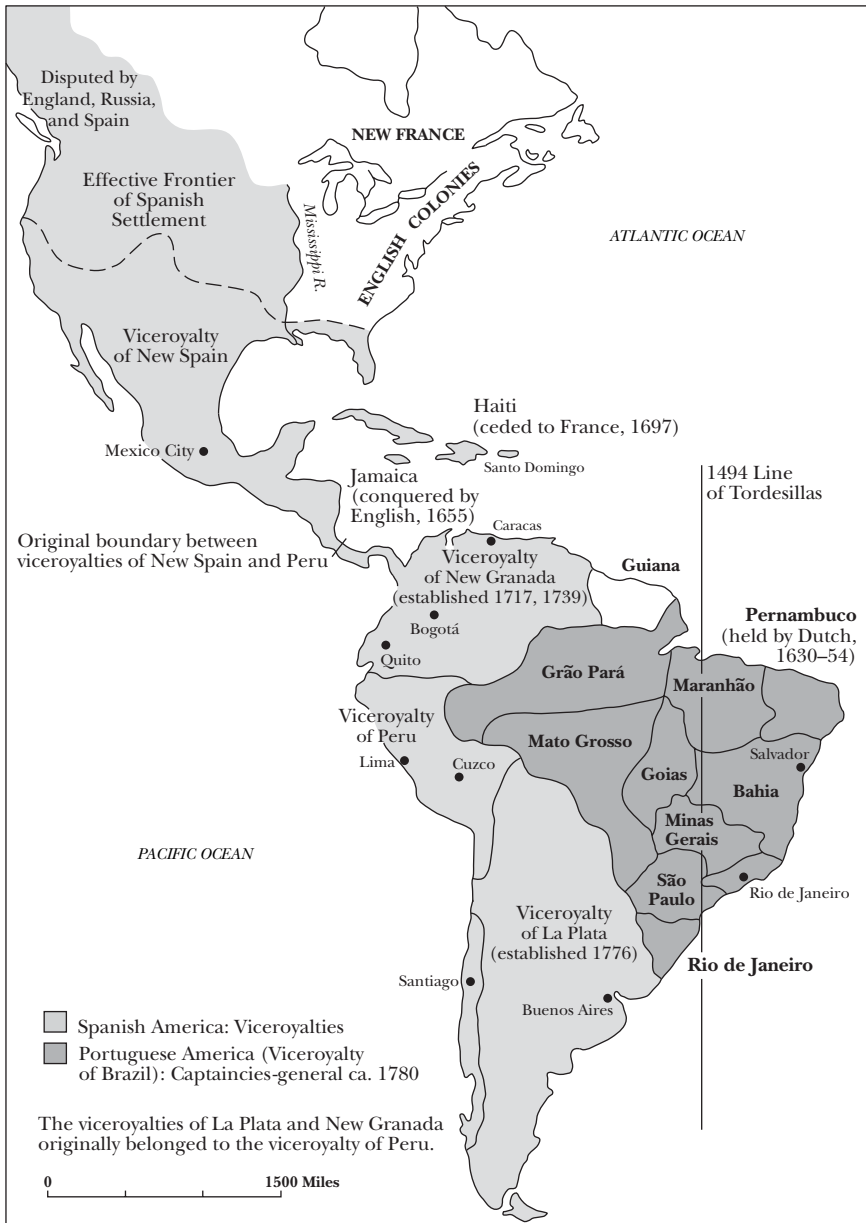 Disputed by
England, Russia,
and Spain
NEW FRANCE
Effective Frontier
of Spanish
Settlement
Mississippi R.
ENGLISH COLONIES
ATLANTIC OCEAN
Viceroyalty
of New Spain
Haiti
(ceded to France, 1697)
Mexico City
Santo Domingo
Jamaica
(conquered by
English, 1655)
1494 Line
of Tordesillas
Original boundary between
viceroyalties of New Spain and Peru
Caracas
Viceroyalty
of New Granada
(established 1717, 1739)
Guiana
Bogotá
Quito
Pernambuco
(held by Dutch,
1630–54)
Grão Pará
Maranhão
Viceroyalty
of Peru
Mato Grosso
Lima
Cuzco
Goias
Salvador
Bahia
Minas
Gerais
PACIFIC OCEAN
São
Paulo
Rio de Janeiro
Viceroyalty
of La Plata
(established 1776)
Rio de Janeiro
Santiago
Buenos Aires
Spanish America: Viceroyalties
Portuguese America (Viceroyalty
of Brazil): Captaincies-general ca. 1780
The viceroyalties of La Plata and New Granada
originally belonged to the viceroyalty of Peru.
0 1500 Miles